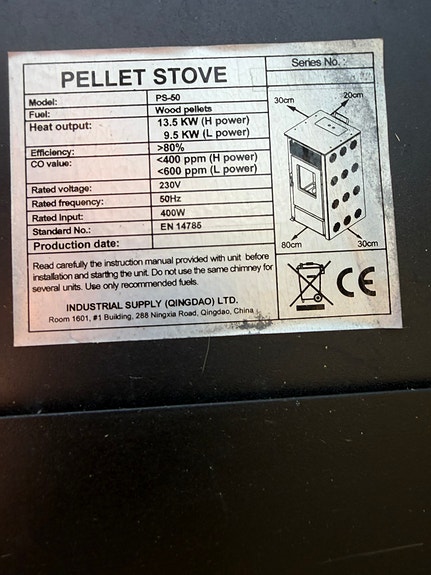 PELLET STOVE
Series No.:
Model: PS-50
Fuel: Wood pellets
Heat output: 13.5 KW (H power)
9.5 KW (L power)
Efficiency: >80%
CO value: <400 ppm (H power)
<600 ppm (L power)
Rated voltage: 230V
Rated frequency: 50Hz
Rated Input: 400W
Standard No.: EN 14785
Production date:
30cm
20cm
80cm
30cm
Read carefully the instruction manual provided with unit before
installation and starting the unit. Do not use the same chimney for
several units. Use only recommended fuels.
INDUSTRIAL SUPPLY (QINGDAO) LTD.
Room 1601, #1 Building, 288 Ningxia Road, Qingdao, China
CE